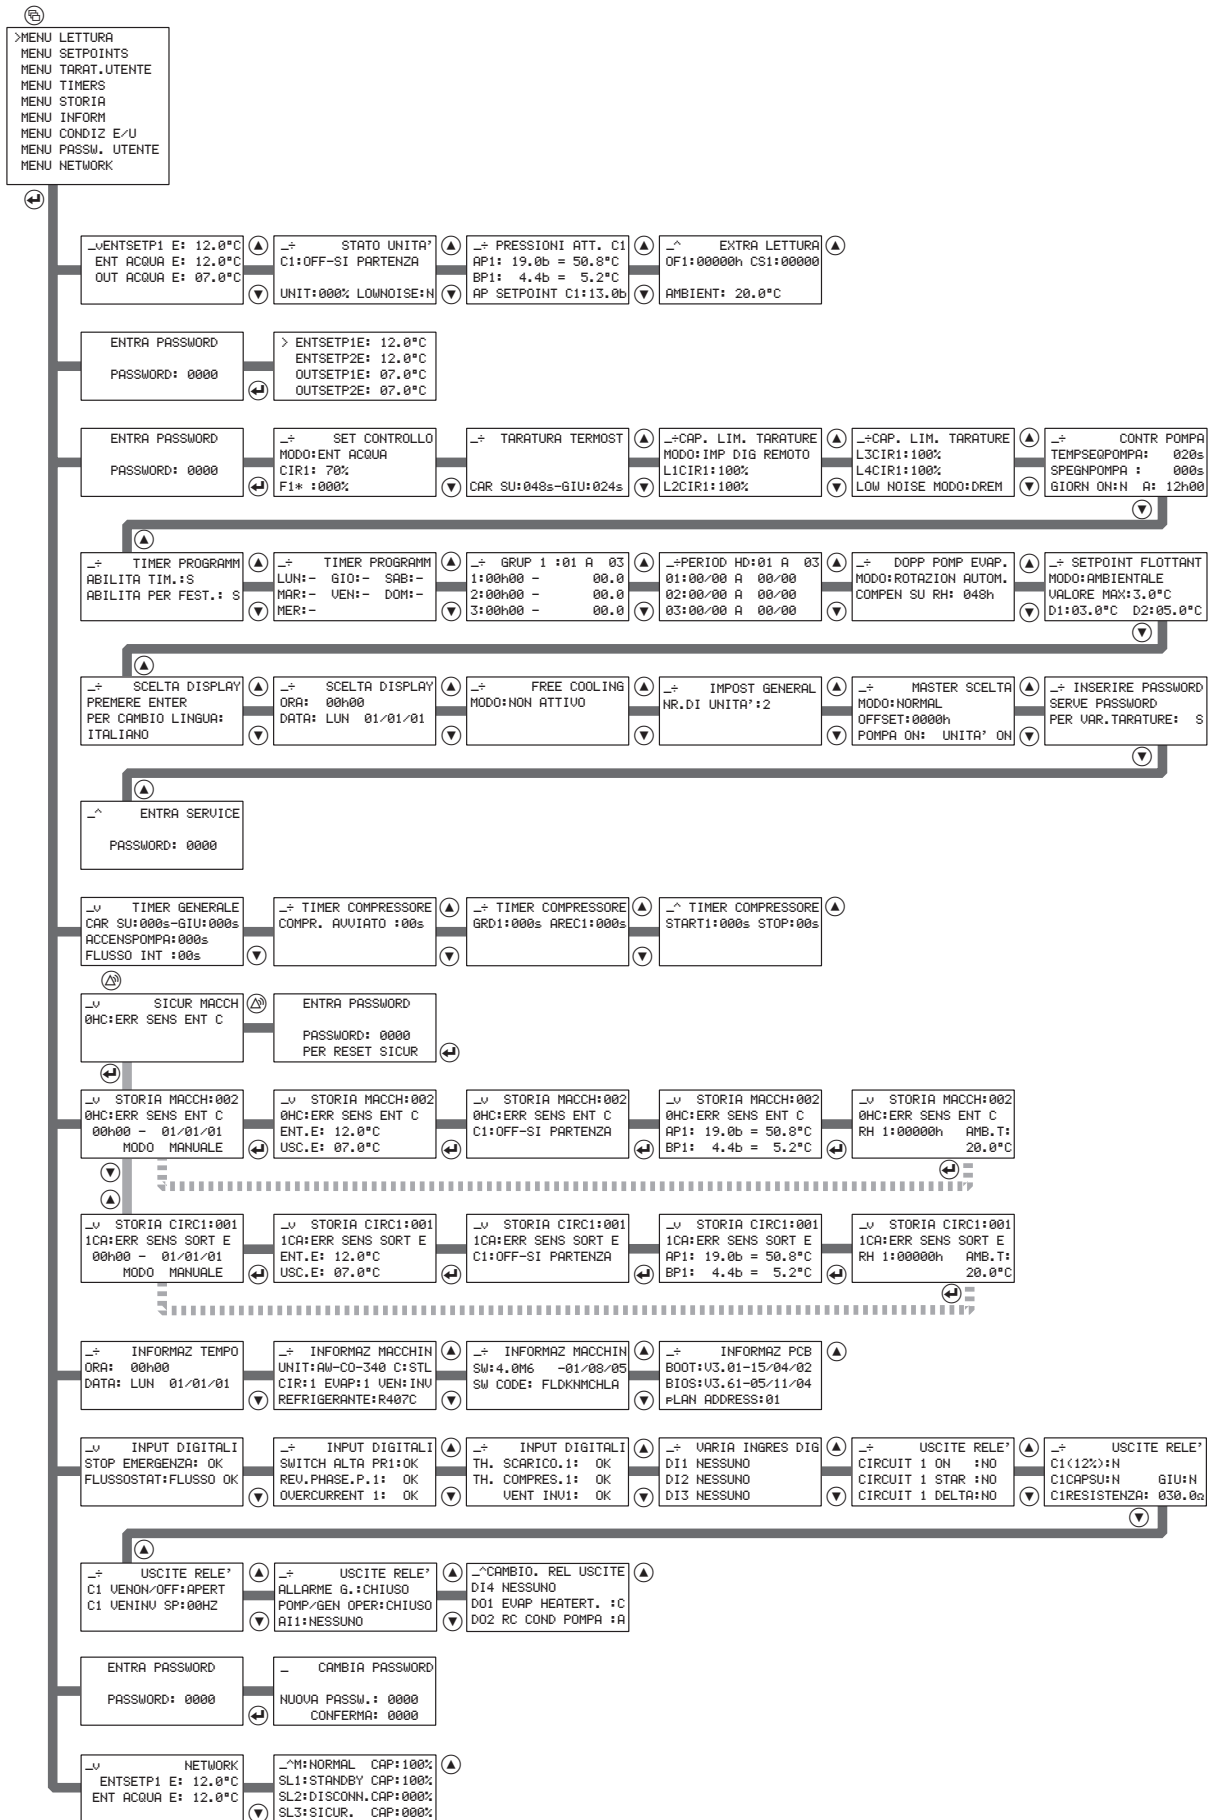 >MENU LETTURA
MENU SETPOINTS
MENU TARAT.UTENTE
MENU TIMERS
MENU STORIA
MENU INFORM
MENU CONDIZ E/U
MENU PASSW. UTENTE
MENU NETWORK
_vENTSETP1 E: 12.0°C
ENT ACQUA E: 12.0°C
OUT ACQUA E: 07.0°C
_÷ STATO UNITA'
C1:OFF-SI PARTENZA
UNIT:000% LOWNOISE:N
_÷ PRESSIONI ATT. C1
AP1: 19.0b = 50.8°C
BP1: 4.4b = 5.2°C
AP SETPOINT C1:13.0b
_^ EXTRA LETTURA
OF1:00000h CS1:00000
AMBIENT: 20.0°C
ENTRA PASSWORD
PASSWORD: 0000
> ENTSETP1E: 12.0°C
ENTSETP2E: 12.0°C
OUTSETP1E: 07.0°C
OUTSETP2E: 07.0°C
ENTRA PASSWORD
PASSWORD: 0000
_÷ SET CONTROLLO
MODO:ENT ACQUA
CIR1: 70%
F1* :000%
_÷ TARATURA TERMOST
CAR SU:048s-GIU:024s
_÷CAP. LIM. TARATURE
MODO:IMP DIG REMOTO
L1CIR1:100%
L2CIR1:100%
_÷CAP. LIM. TARATURE
L3CIR1:100%
L4CIR1:100%
LOW NOISE MODO:DREM
_÷ CONTR POMPA
TEMPSEQPOMPA: 020s
SPEGNPOMPA : 000s
GIORN ON:N A: 12h00
_÷ TIMER PROGRAMM
ABILITA TIM.:S
ABILITA PER FEST.: S
_÷ TIMER PROGRAMM
LUN:- GIO:- SAB:-
MAR:- VEN:- DOM:-
MER:-
_÷ GRUP 1 :01 A 03
1:00h00 - 00.0
2:00h00 - 00.0
3:00h00 - 00.0
_÷PERIOD HD:01 A 03
01:00/00 A 00/00
02:00/00 A 00/00
03:00/00 A 00/00
_÷ DOPP POMP EVAP.
MODO:ROTAZION AUTOM.
COMPEN SU RH: 048h
_÷ SETPOINT FLOTTANT
MODO:AMBIENTALE
VALORE MAX:3.0°C
D1:03.0°C D2:05.0°C
_÷ SCELTA DISPLAY
PREMERE ENTER
PER CAMBIO LINGUA:
ITALIANO
_÷ SCELTA DISPLAY
ORA: 00h00
DATA: LUN 01/01/01
_÷ FREE COOLING
MODO:NON ATTIVO
_÷ IMPOST GENERAL
NR.DI UNITA':2
_÷ MASTER SCELTA
MODO:NORMAL
OFFSET:0000h
POMPA ON: UNITA' ON
_÷ INSERIRE PASSWORD
SERVE PASSWORD
PER VAR.TARATURE: S
_^ ENTRA SERVICE
PASSWORD: 0000
_v TIMER GENERALE
CAR SU:000s-GIU:000s
ACCENSPOMPA:000s
FLUSSO INT :00s
_÷ TIMER COMPRESSORE
COMPR. AVVIATO :00s
_÷ TIMER COMPRESSORE
GRD1:000s AREC1:000s
_^ TIMER COMPRESSORE
START1:000s STOP:00s
_v SICUR MACCH
0HC:ERR SENS ENT C
ENTRA PASSWORD
PASSWORD: 0000
PER RESET SICUR
_v STORIA MACCH:002
0HC:ERR SENS ENT C
00h00 - 01/01/01
MODO MANUALE
_v STORIA MACCH:002
0HC:ERR SENS ENT C
ENT.E: 12.0°C
USC.E: 07.0°C
_v STORIA MACCH:002
0HC:ERR SENS ENT C
C1:OFF-SI PARTENZA
_v STORIA MACCH:002
0HC:ERR SENS ENT C
AP1: 19.0b = 50.8°C
BP1: 4.4b = 5.2°C
_v STORIA MACCH:002
0HC:ERR SENS ENT C
RH 1:00000h AMB.T:
20.0°C
_v STORIA CIRC1:001
1CA:ERR SENS SORT E
00h00 - 01/01/01
MODO MANUALE
_v STORIA CIRC1:001
1CA:ERR SENS SORT E
ENT.E: 12.0°C
USC.E: 07.0°C
_v STORIA CIRC1:001
1CA:ERR SENS SORT E
C1:OFF-SI PARTENZA
_v STORIA CIRC1:001
1CA:ERR SENS SORT E
AP1: 19.0b = 50.8°C
BP1: 4.4b = 5.2°C
_v STORIA CIRC1:001
1CA:ERR SENS SORT E
RH 1:00000h AMB.T:
20.0°C
_÷ INFORMAZ TEMPO
ORA: 00h00
DATA: LUN 01/01/01
_÷ INFORMAZ MACCHIN
UNIT:AW-CO-340 C:STL
CIR:1 EVAP:1 VEN:INV
REFRIGERANTE:R407C
_÷ INFORMAZ MACCHIN
SW:4.0M6 -01/08/05
SW CODE: FLDKNMCHLA
_÷ INFORMAZ PCB
BOOT:V3.01-15/04/02
BIOS:V3.61-05/11/04
pLAN ADDRESS:01
_v INPUT DIGITALI
STOP EMERGENZA: OK
FLUSSOSTAT:FLUSSO OK
_÷ INPUT DIGITALI
SWITCH ALTA PR1:OK
REV.PHASE.P.1: OK
OVERCURRENT 1: OK
_÷ INPUT DIGITALI
TH. SCARICO.1: OK
TH. COMPRES.1: OK
VENT INV1: OK
_÷ VARIA INGRES DIG
DI1 NESSUNO
DI2 NESSUNO
DI3 NESSUNO
_÷ USCITE RELE'
CIRCUIT 1 ON :NO
CIRCUIT 1 STAR :NO
CIRCUIT 1 DELTA:NO
_÷ USCITE RELE'
C1(12%):N
C1CAPSU:N GIU:N
C1RESISTENZA: 030.0Ω
_÷ USCITE RELE'
C1 VENON/OFF:APERT
C1 VENINV SP:00HZ
_÷ USCITE RELE'
ALLARME G.:CHIUSO
POMP/GEN OPER:CHIUSO
AI1:NESSUNO
_^CAMBIO. REL USCITE
DI4 NESSUNO
DO1 EVAP HEATERT. :C
DO2 RC COND POMPA :A
ENTRA PASSWORD
PASSWORD: 0000
_ CAMBIA PASSWORD
NUOVA PASSW.: 0000
CONFERMA: 0000
_v NETWORK
ENTSETP1 E: 12.0°C
ENT ACQUA E: 12.0°C
_^M:NORMAL CAP:100%
SL1:STANDBY CAP:100%
SL2:DISCONN.CAP:000%
SL3:SICUR. CAP:000%